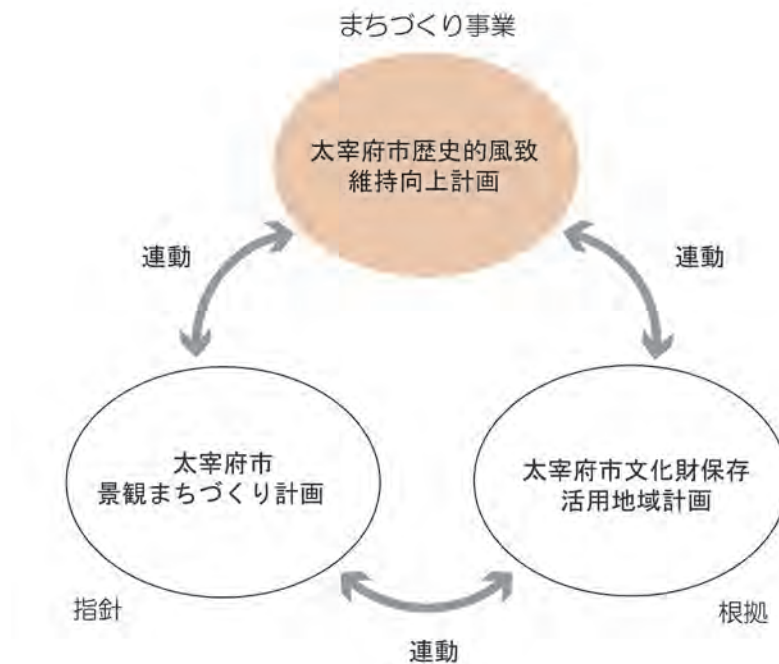 まちづくり事業
太宰府市歴史的風致
維持向上計画
連動
連動
太宰府市
景観まちづくり計画
太宰府市文化財保存
活用地域計画
指針
根拠
連動